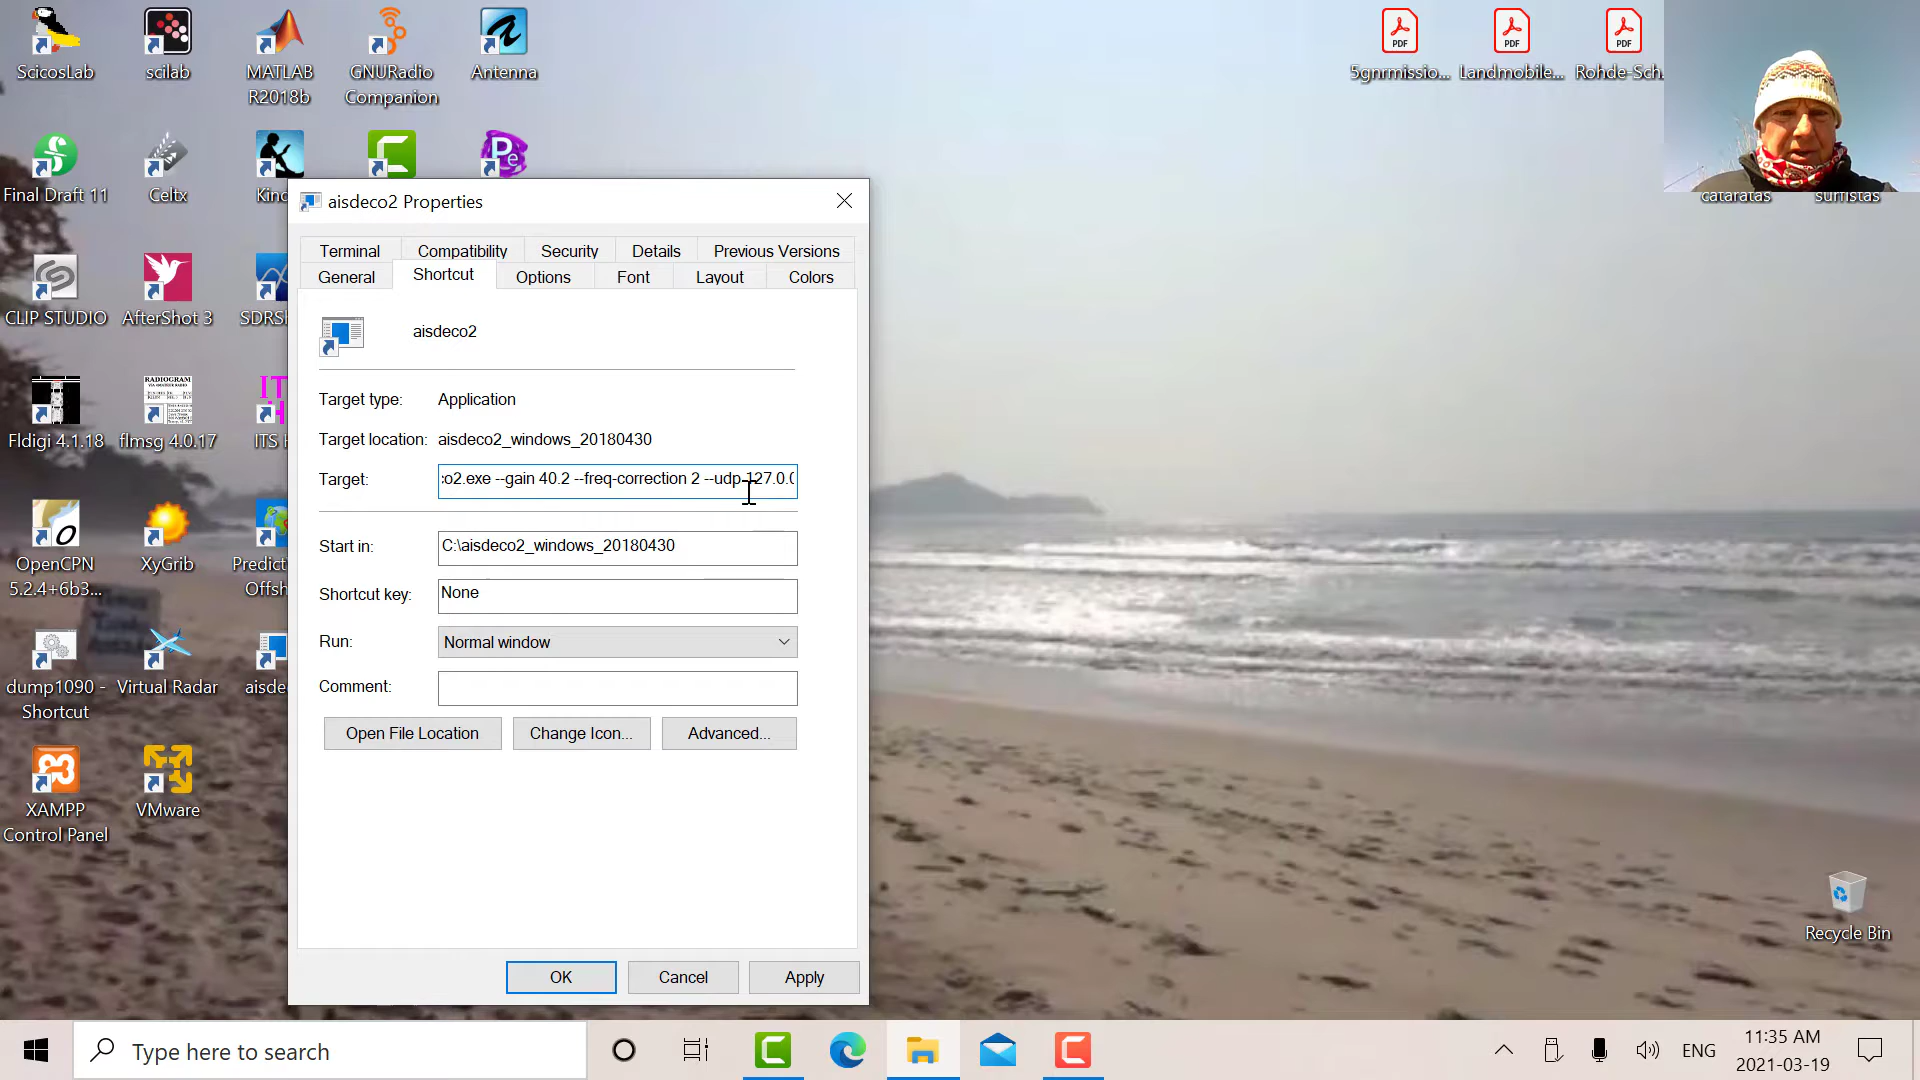 ScicosLab
scilab
MATLAB
R2018b
GNURadio
Companion
Antenna
5gnrmissio...
Landmobile...
Rohde-Sch.
cataratas
surfistas
Final Draft 11
Celtx
Kin
aisdeco2 Properties
Terminal
Compatibility
Security
Details
Previous Versions
General
Shortcut
Options
Font
Layout
Colors
CLIP STUDIO
AfterShot 3
SDRS
aisdeco2
Target type:
Application
Target location:
aisdeco2_windows_20180430
Target:
co2.exe --gain 40.2 --freq-correction 2 --udp 127.0.0
Start in:
C:\aisdeco2_windows_20180430
Shortcut key:
None
Run:
Normal window
Comment:
Open File Location
Change Icon...
Advanced...
Fldigi 4.1.18
RADIOGRAM
flmsg 4.0.17
ITS
OpenCPN
5.2.4+6b3...
XyGrib
Predict
Offsh
dump1090 -
Shortcut
Virtual Radar
aisde
XAMPP
Control Panel
VMware
Recycle Bin
OK
Cancel
Apply
Type here to search
ENG
11:35 AM
2021-03-19